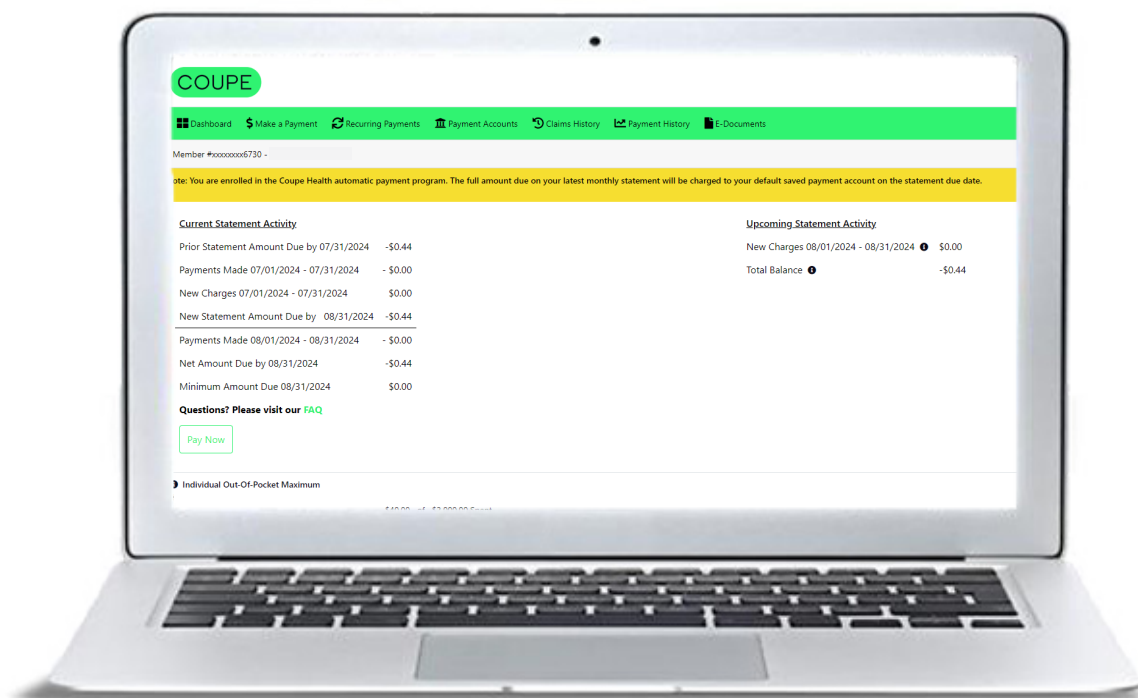 COUPE
Dashboard $ Make a Payment Recurring Payments Payment Accounts Claims History Payment History E-Documents
Member #xxxxxxxx6730 -
ote: You are enrolled in the Coupe Health automatic payment program. The full amount due on your latest monthly statement will be charged to your default saved payment account on the statement due date.
Current Statement Activity
Prior Statement Amount Due by 07/31/2024 -$0.44
Payments Made 07/01/2024 - 07/31/2024 - $0.00
New Charges 07/01/2024 - 07/31/2024 $0.00
New Statement Amount Due by 08/31/2024 -$0.44
Payments Made 08/01/2024 - 08/31/2024 - $0.00
Net Amount Due by 08/31/2024 -$0.44
Minimum Amount Due 08/31/2024 $0.00
Questions? Please visit our FAQ
Pay Now
Upcoming Statement Activity
New Charges 08/01/2024 - 08/31/2024 $0.00
Total Balance -$0.44
Individual Out-Of-Pocket Maximum